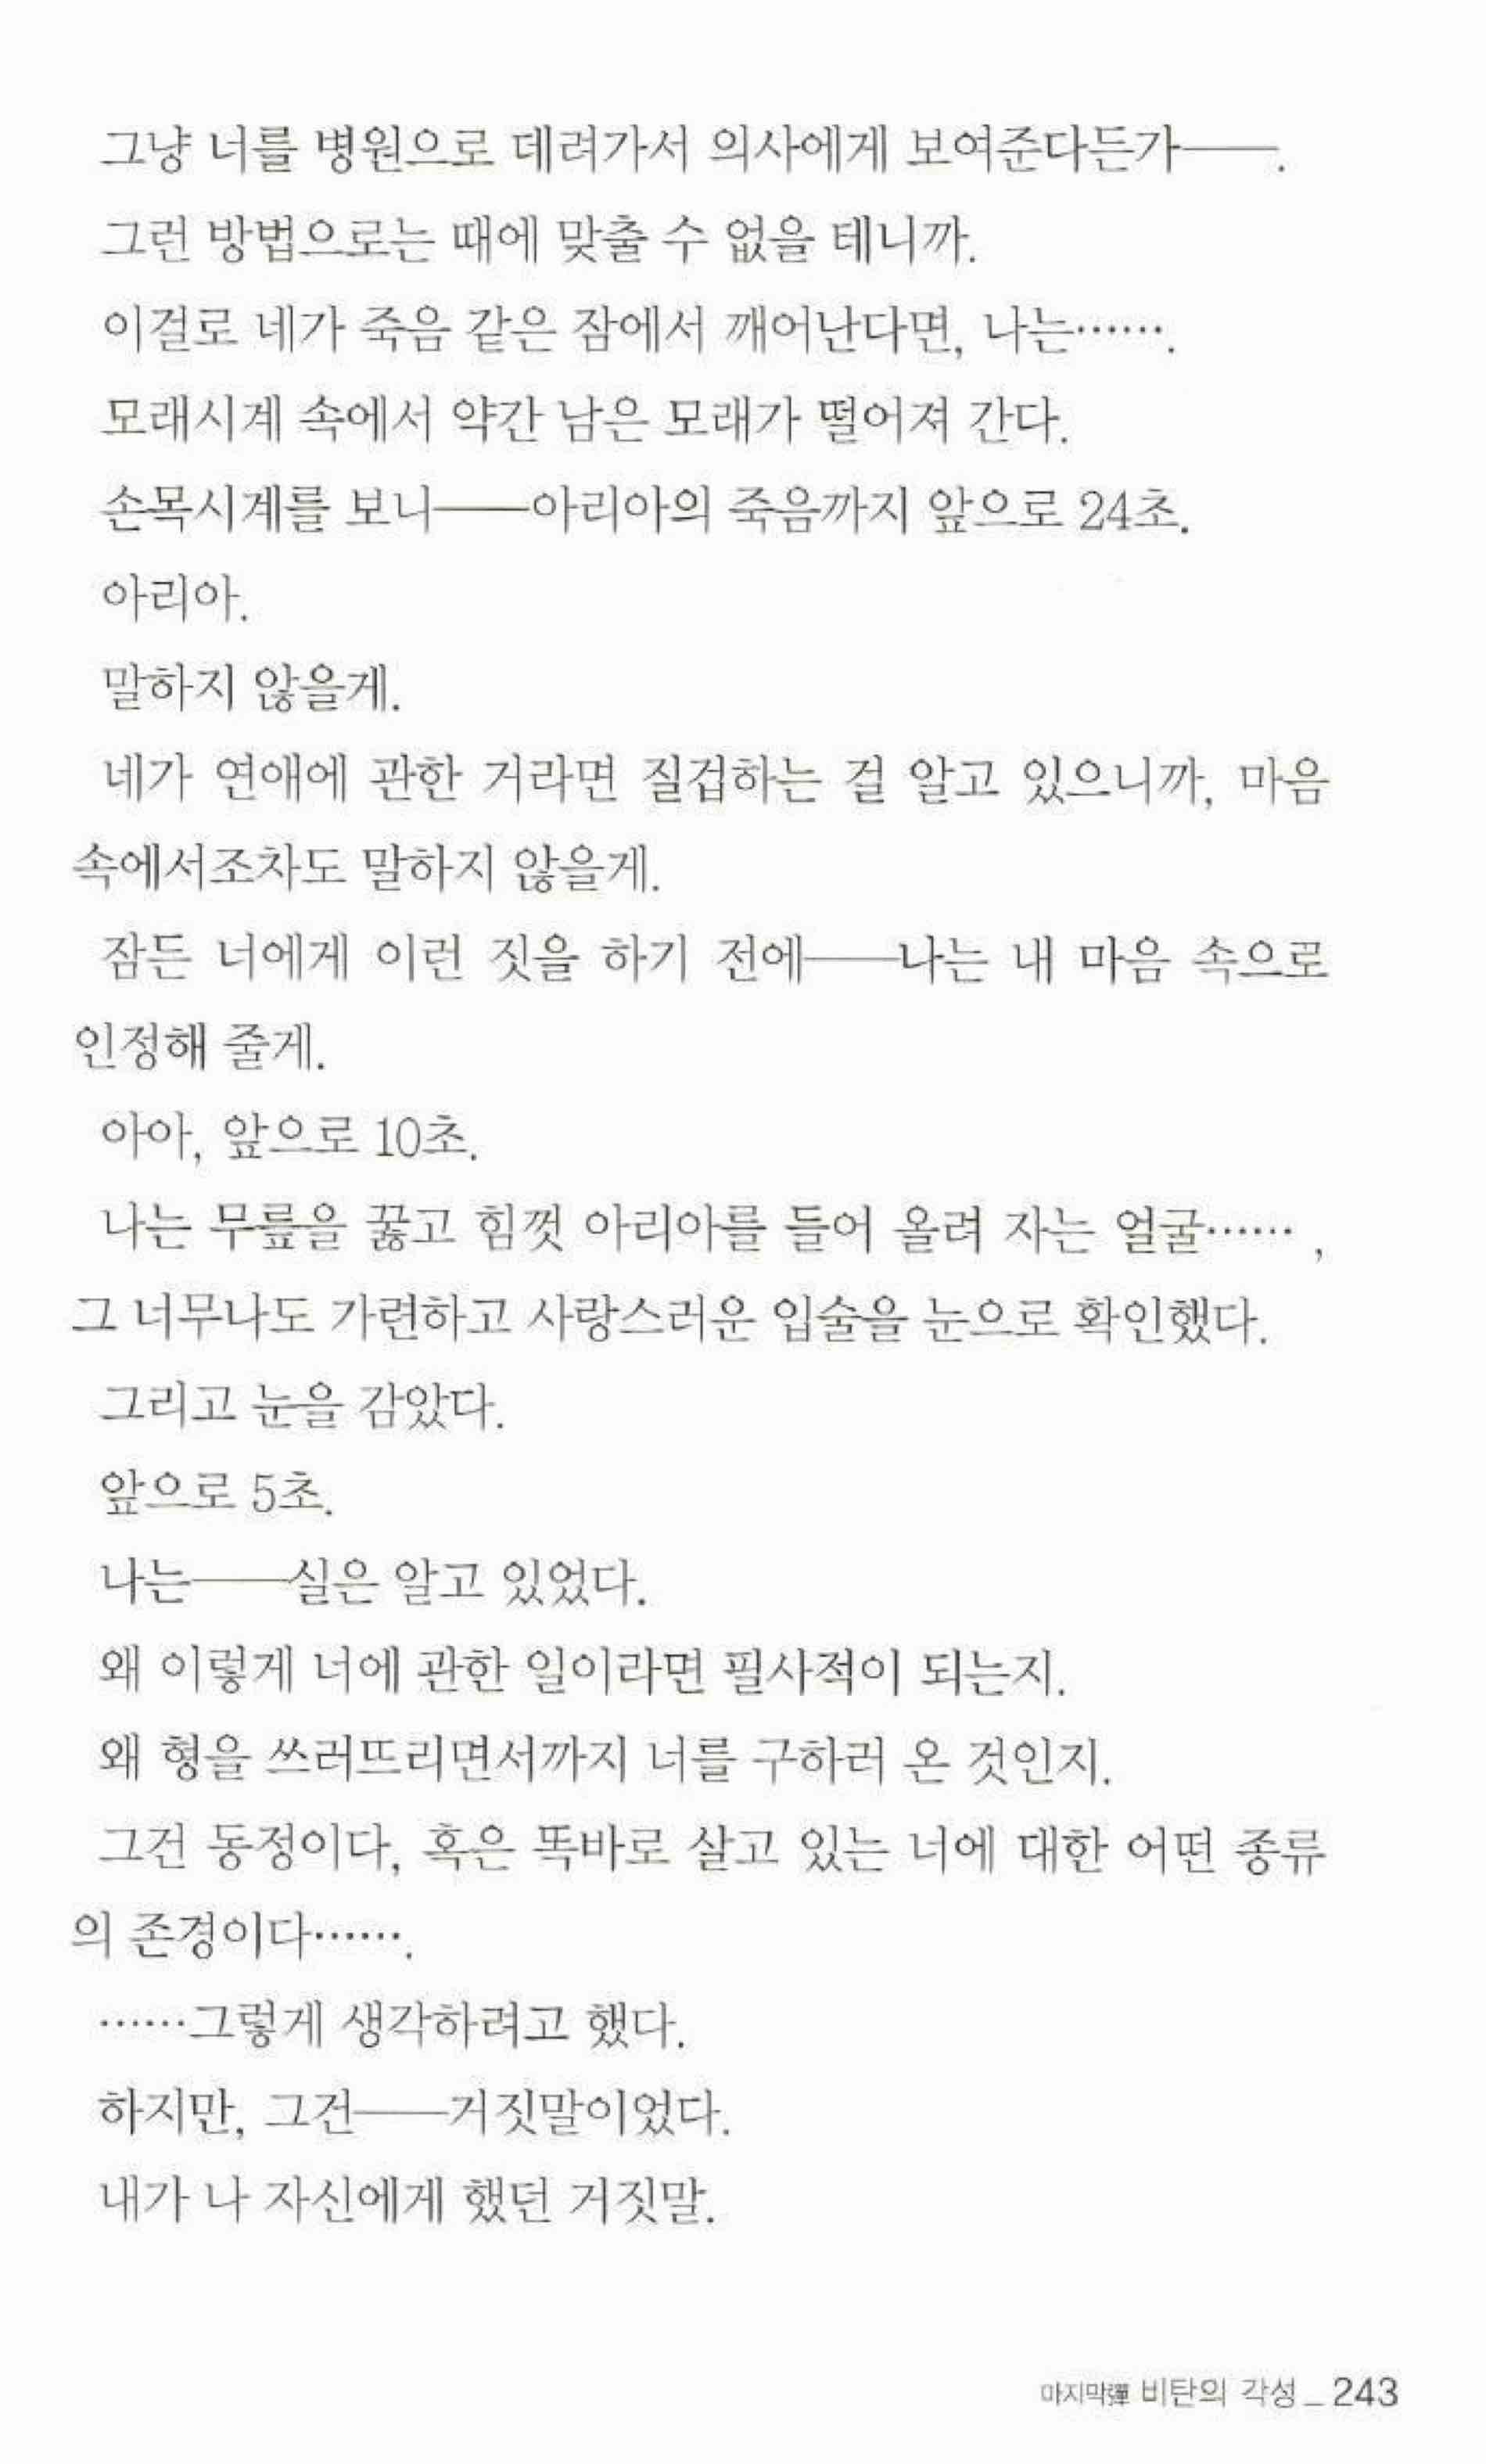 그냥 너를 병원으로 데려가서 의사에게 보여준다든가――.
그런 방법으로는 때에 맞출 수 없을 테니까.
이걸로 네가 죽음 같은 잠에서 깨어난다면, 나는…….
모래시계 속에서 약간 남은 모래가 떨어져 간다.
손목시계를 보니――아리아의 죽음까지 앞으로 24초.
아리아.
말하지 않을게.
네가 연애에 관한 거라면 질겁하는 걸 알고 있으니까, 마음
속에서조차도 말하지 않을게.
잠든 너에게 이런 짓을 하기 전에――나는 내 마음 속으로
인정해 줄게.
아아, 앞으로 10초.
나는 무릎을 꿇고 힘껏 아리아를 들어 올려 자는 얼굴……,
그 너무나도 가련하고 사랑스러운 입술을 눈으로 확인했다.
그리고 눈을 감았다.
앞으로 5초.
나는――실은 알고 있었다.
왜 이렇게 너에 관한 일이라면 필사적이 되는지.
왜 형을 쓰러뜨리면서까지 너를 구하러 온 것인지.
그건 동정이다, 혹은 똑바로 살고 있는 너에 대한 어떤 종류
의 존경이다…….
……그렇게 생각하려고 했다.
하지만, 그건――거짓말이었다.
내가 나 자신에게 했던 거짓말.
마지막彈 비탄의 각성_243